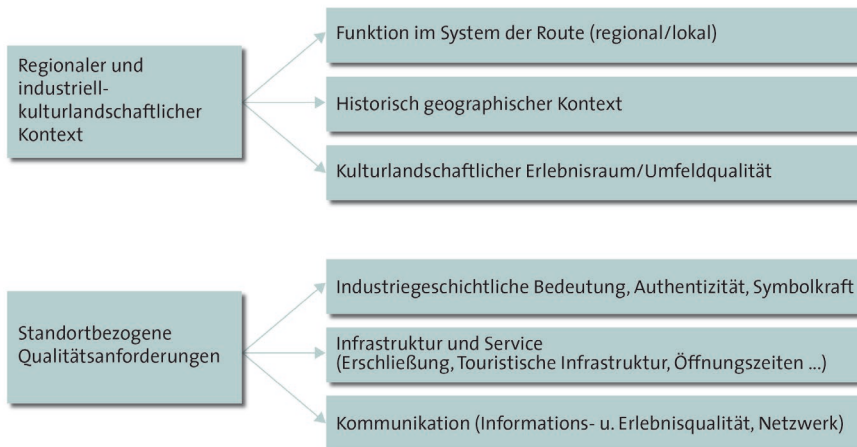 Regionaler und
industriell-
kulturlandschaftlicher
Kontext
Funktion im System der Route (regional/lokal)
Historisch geographischer Kontext
Kulturlandschaftlicher Erlebnisraum/Umfeldqualität
Standortbezogene
Qualitätsanforderungen
Industriegeschichtliche Bedeutung, Authentizität, Symbolkraft
Infrastruktur und Service
(Erschließung, Touristische Infrastruktur, Öffnungszeiten ...)
Kommunikation (Informations- u. Erlebnisqualität, Netzwerk)